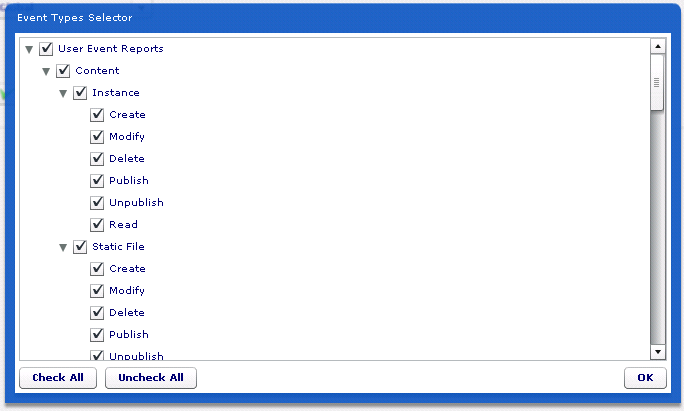 Event Types Selector
User Event Reports
Content
Instance
Create
Modify
Delete
Publish
Unpublish
Read
Static File
Create
Modify
Delete
Publish
Unpublish
Check All
Uncheck All
OK